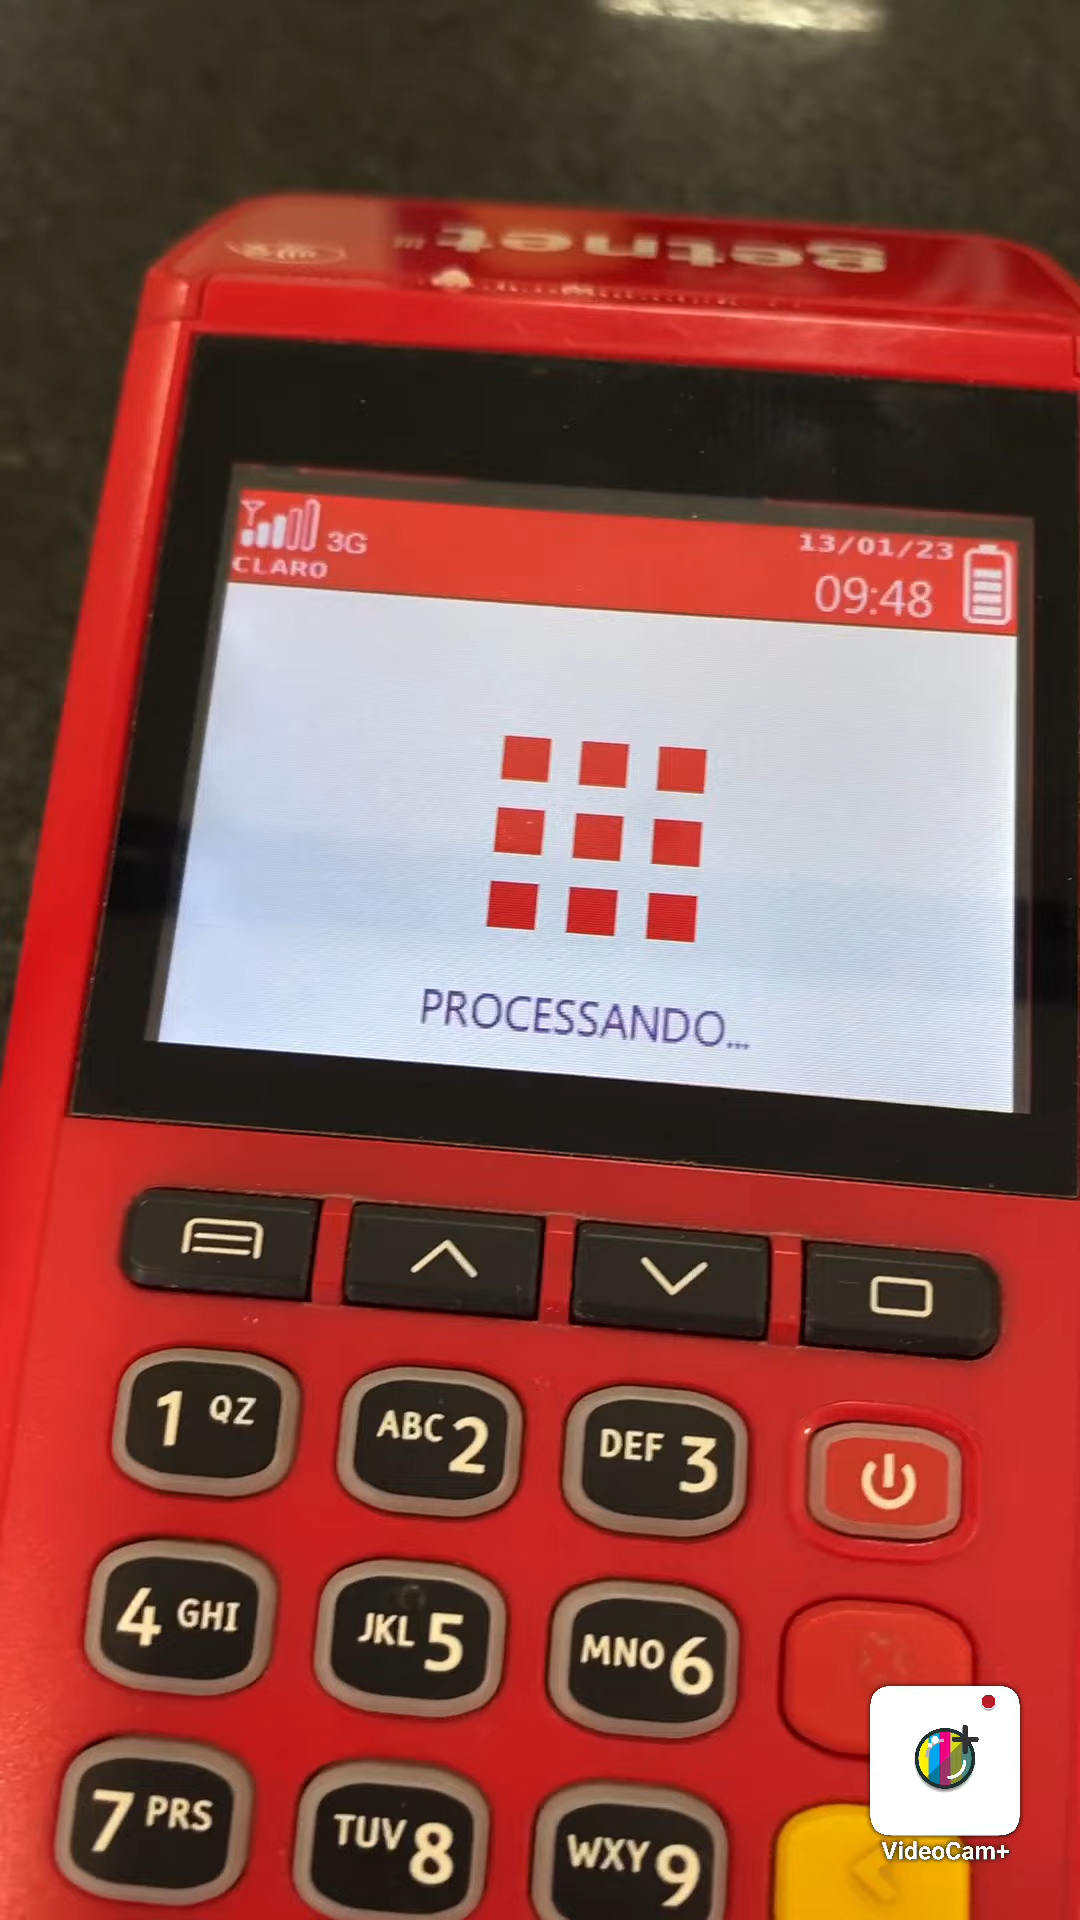 getnet
3G
CLARO
13/01/23
09:48
PROCESSANDO...
1 QZ
ABC 2
DEF 3
4 GHI
JKL 5
MNO 6
7 PRS
TUV 8
WXY 9
VideoCam+